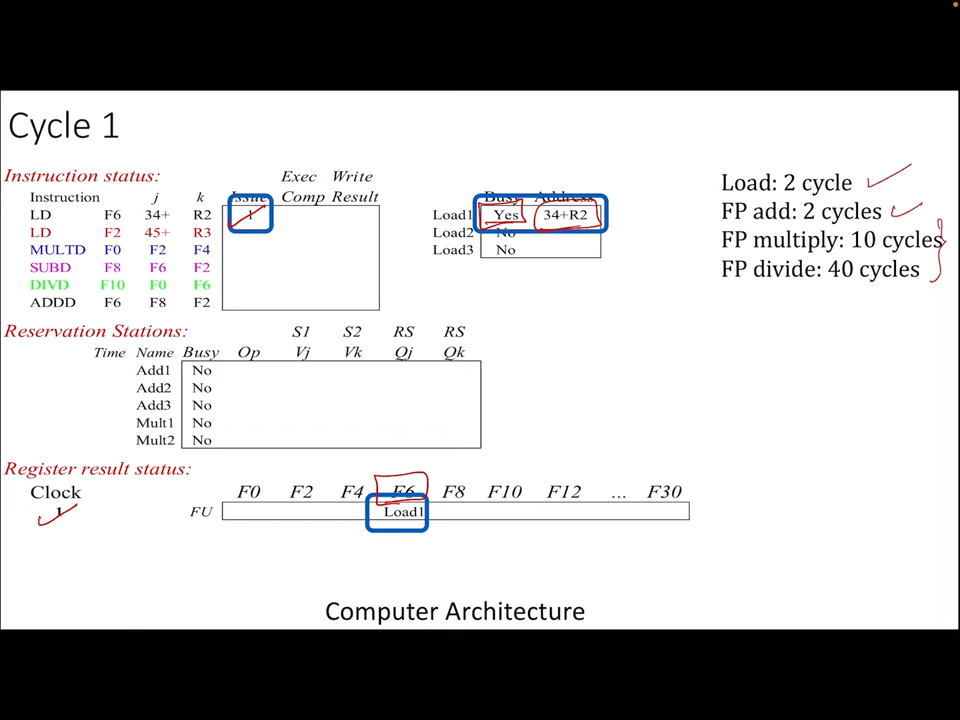 Cycle 1
Instruction status: Exec Write
Instruction j k Issue Comp Result Busy Address
LD F6 34+ R2 1 Load1 Yes 34+R2
LD F2 45+ R3 Load2 No
MULTD F0 F2 F4 Load3 No
SUBD F8 F6 F2
DIVD F10 F0 F6
ADDD F6 F8 F2
Load: 2 cycle
FP add: 2 cycles
FP multiply: 10 cycles
FP divide: 40 cycles
Reservation Stations: S1 S2 RS RS
Time Name Busy Op Vj Vk Qj Qk
Add1 No
Add2 No
Add3 No
Mult1 No
Mult2 No
Register result status:
Clock F0 F2 F4 F6 F8 F10 F12 ... F30
1 FU Load1
Computer Architecture